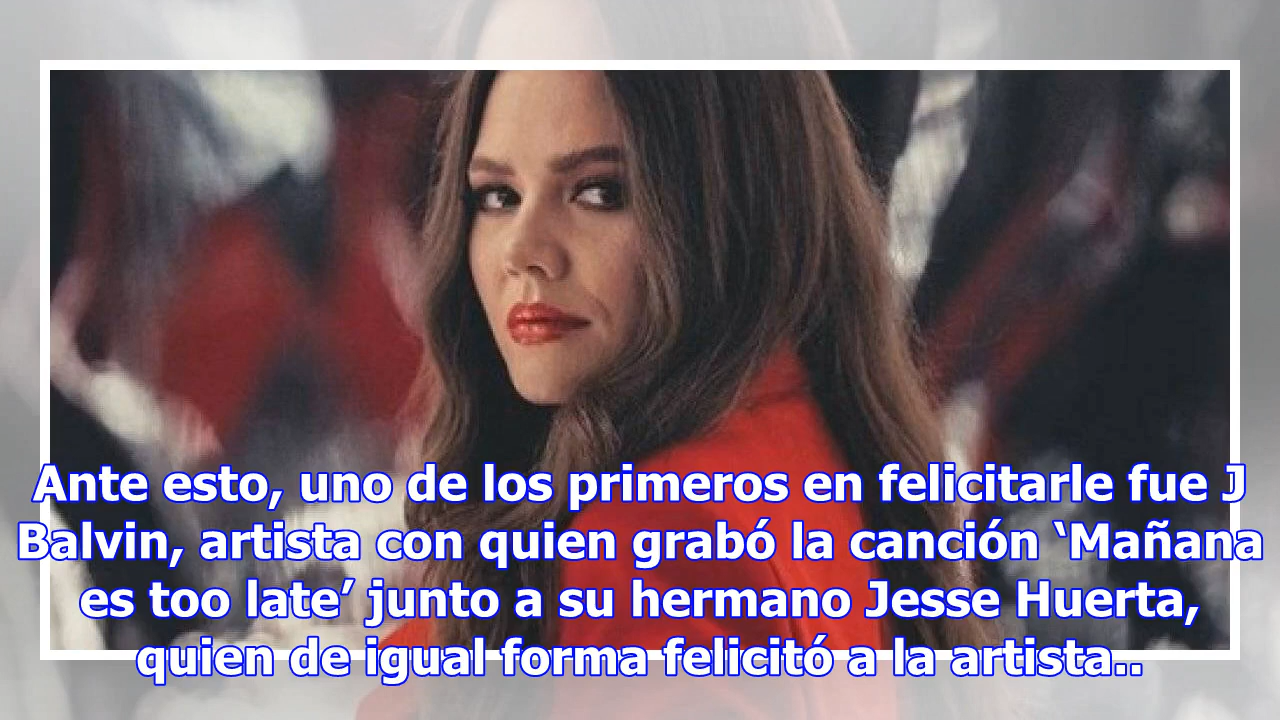 Ante esto, uno de los primeros en felicitarle fue J
Balvin, artista con quien grabó la canción ‘Mañana
es too late’ junto a su hermano Jesse Huerta,
quien de igual forma felicitó a la artista..